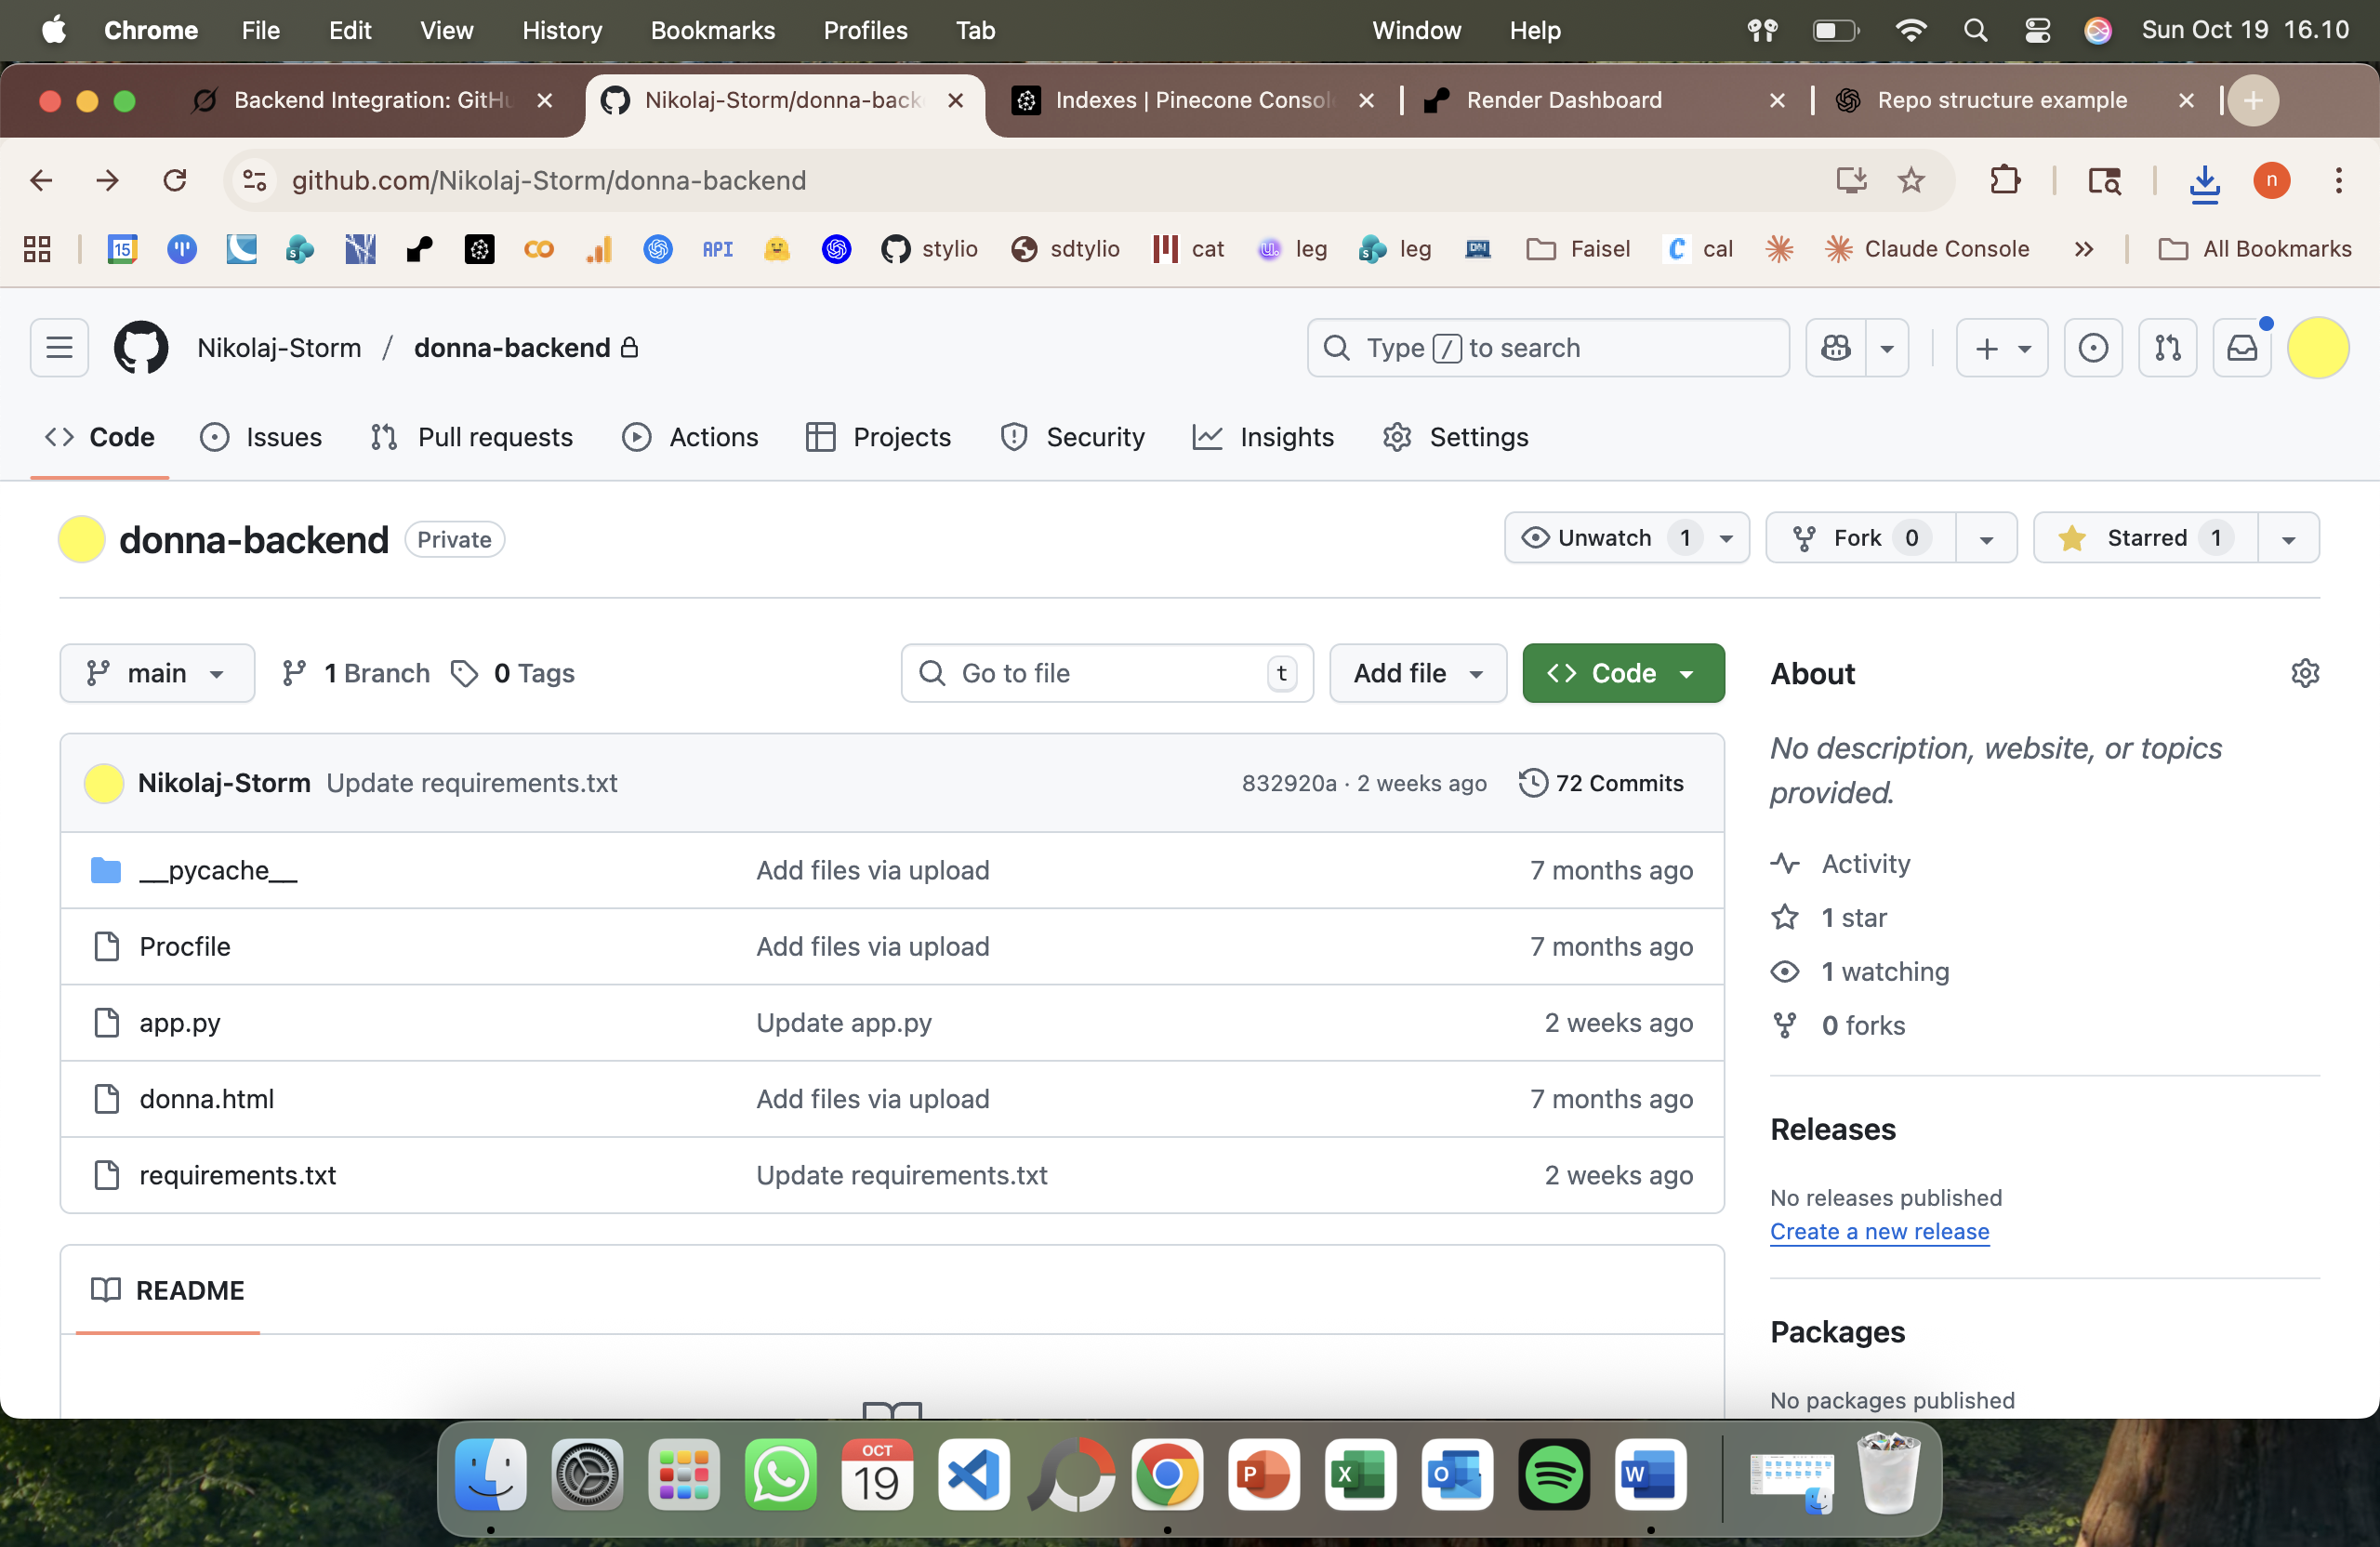 Chrome File Edit View History Bookmarks Profiles Tab Window Help Sun Oct 19 16.10
Backend Integration: GitHu Nikolaj-Storm/donna-back Indexes | Pinecone Consol Render Dashboard Repo structure example
github.com/Nikolaj-Storm/donna-backend n
15 API stylio sdtylio cat leg leg DN Faisel cal Claude Console All Bookmarks
Nikolaj-Storm / donna-backend Type / to search
Code Issues Pull requests Actions Projects Security Insights Settings
donna-backend Private Unwatch 1 Fork 0 Starred 1
main 1 Branch 0 Tags Go to file t Add file Code
About
No description, website, or topics
provided.
Activity
1 star
1 watching
0 forks
Nikolaj-Storm Update requirements.txt 832920a · 2 weeks ago 72 Commits
__pycache__ Add files via upload 7 months ago
Procfile Add files via upload 7 months ago
app.py Update app.py 2 weeks ago
donna.html Add files via upload 7 months ago
requirements.txt Update requirements.txt 2 weeks ago
README
Releases
No releases published
Create a new release
Packages
No packages published
OCT
19
P X O W